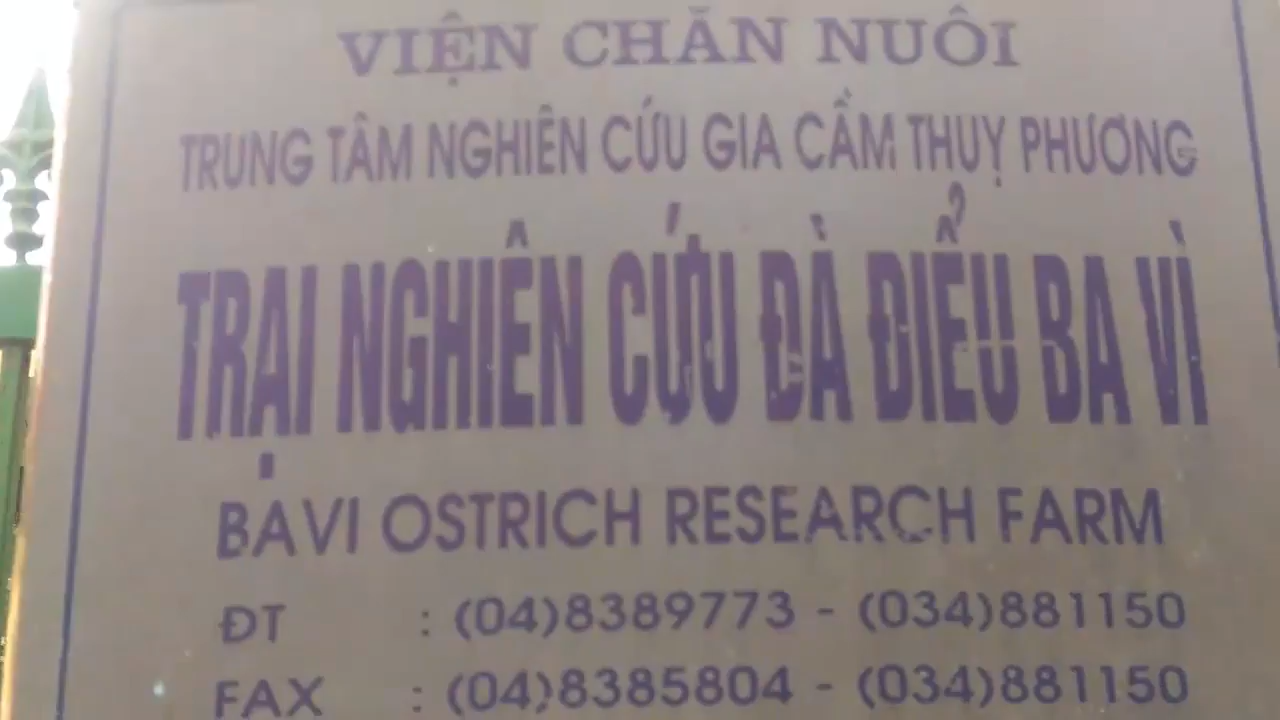 VIỆN CHĂN NUÔI
TRUNG TÂM NGHIÊN CỨU GIA CẦM THUỴ PHƯƠNG
TRẠI NGHIÊN CỨU ĐÀ ĐIỂU BA VÌ
BAVI OSTRICH RESEARCH FARM
ĐT : (04)8389773 - (034)881150
FAX : (04)8385804 - (034)881150